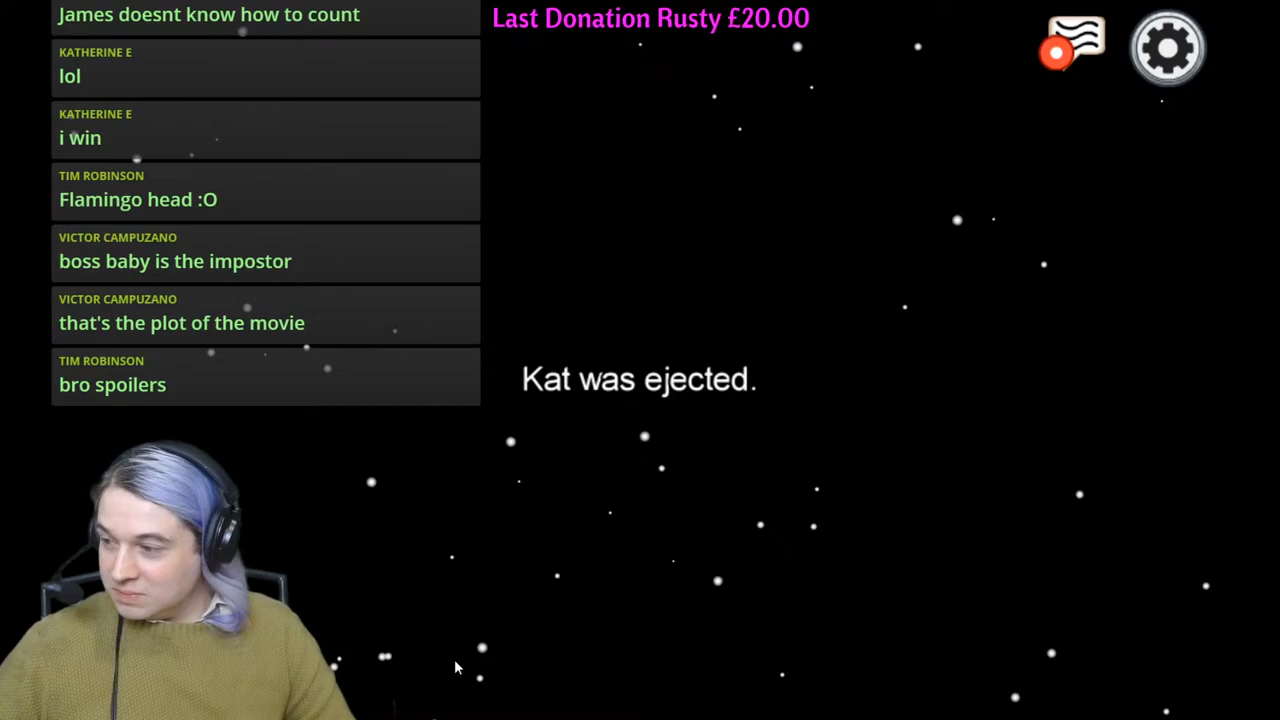 James doesnt know how to count
KATHERINE E
lol
KATHERINE E
i win
TIM ROBINSON
Flamingo head :O
VICTOR CAMPUZANO
boss baby is the impostor
VICTOR CAMPUZANO
that's the plot of the movie
TIM ROBINSON
bro spoilers
Last Donation Rusty £20.00
Kat was ejected.